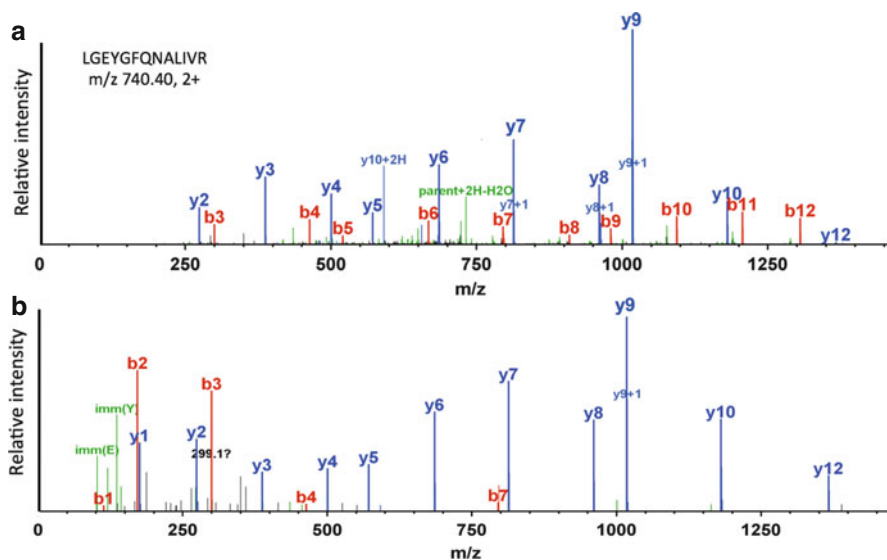 a
Relative intensity
LGEYGFQNALIVR
m/z 740.40, 2+
y2
b3
y3
b4
y4
b5
y5
y10+2H
b6
y6
parent+2H-H2O
b7
y7+1
y7
b8
y8
y8+1
b9
y9
y9+1
b10
y10
b11
b12
y12
0 250 500 750 1000 1250
m/z
b
Relative intensity
imm(E)
b1
imm(Y)
b2
y1
y2
299.1?
b3
y3
b4
y4
y5
y6
b7
y7
y8
y9
y9+1
y10
y12
0 250 500 750 1000 1250
m/z